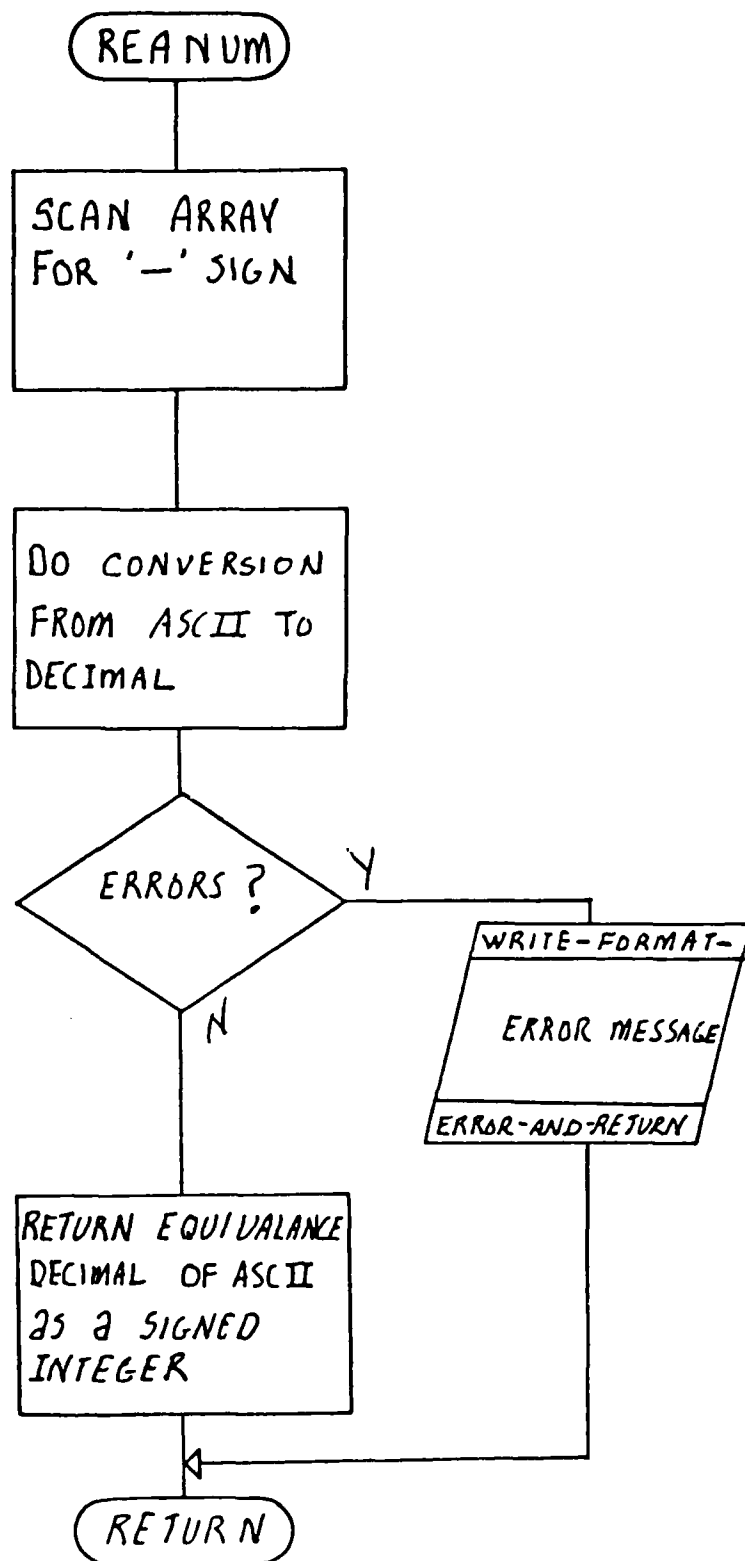 REANUM
SCAN ARRAY
FOR '-' SIGN
DO CONVERSION
FROM ASCII TO
DECIMAL
ERRORS ?
Y
WRITE-FORMAT-
ERROR MESSAGE
ERROR-AND-RETURN
N
RETURN EQUIVALANCE
DECIMAL OF ASCII
as a SIGNED
INTEGER
RETURN